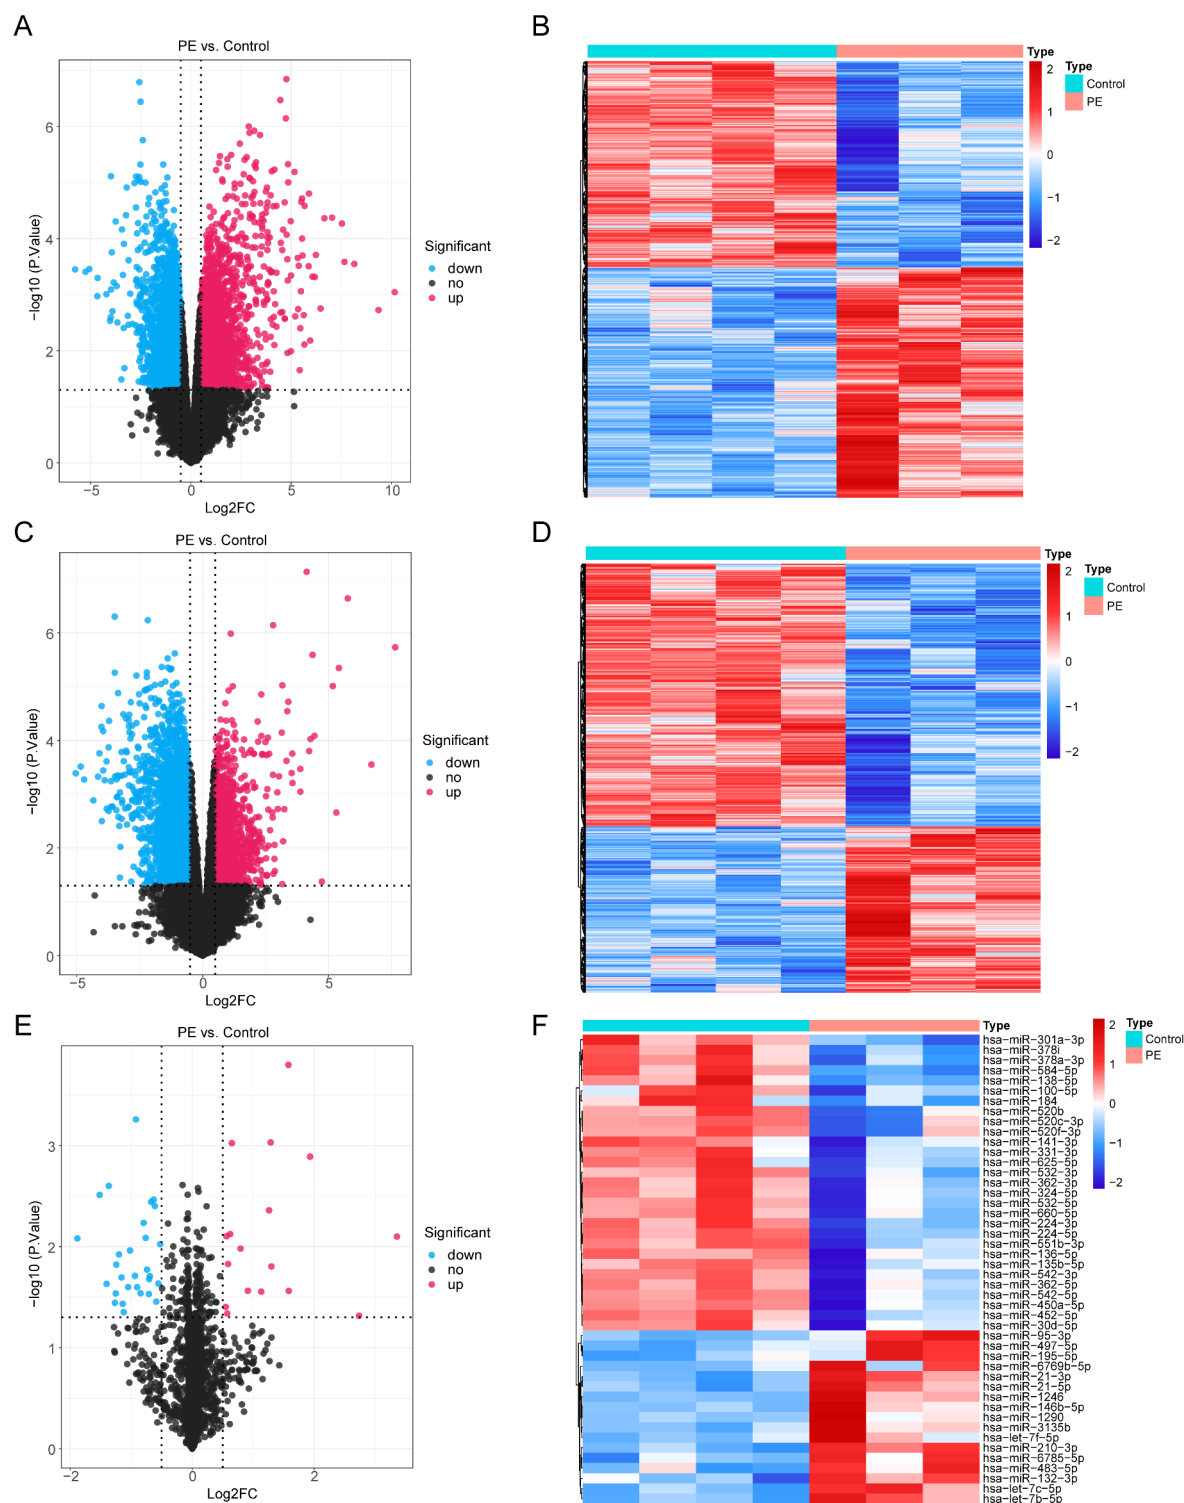 A
PE vs. Control
−log10 (P.Value)
6
4
2
0
−5
0
5
10
Log2FC
Significant
down
no
up
B
Type
2
1
0
−1
−2
Type
Control
PE
C
PE vs. Control
−log10 (P.Value)
6
4
2
0
−5
0
5
Log2FC
Significant
down
no
up
D
Type
2
1
0
−1
−2
Type
Control
PE
E
PE vs. Control
−log10 (P.Value)
3
2
1
0
−2
0
2
Log2FC
Significant
down
no
up
F
Type
hsa−miR−301a−3p
hsa−miR−378i
hsa−miR−378a−3p
hsa−miR−584−5p
hsa−miR−138−5p
hsa−miR−100−5p
hsa−miR−184
hsa−miR−520b
hsa−miR−520c−3p
hsa−miR−520f−3p
hsa−miR−141−3p
hsa−miR−331−3p
hsa−miR−625−5p
hsa−miR−532−3p
hsa−miR−362−3p
hsa−miR−324−5p
hsa−miR−532−5p
hsa−miR−660−5p
hsa−miR−224−3p
hsa−miR−224−5p
hsa−miR−551b−3p
hsa−miR−136−5p
hsa−miR−135b−5p
hsa−miR−542−3p
hsa−miR−362−5p
hsa−miR−542−5p
hsa−miR−450a−5p
hsa−miR−452−5p
hsa−miR−30d−5p
hsa−miR−95−3p
hsa−miR−497−5p
hsa−miR−195−5p
hsa−miR−6769b−5p
hsa−miR−21−3p
hsa−miR−21−5p
hsa−miR−1246
hsa−miR−146b−5p
hsa−miR−1290
hsa−miR−3135b
hsa−let−7f−5p
hsa−miR−210−3p
hsa−miR−6785−5p
hsa−miR−483−5p
hsa−miR−132−3p
hsa−let−7c−5p
hsa−let−7b−5p
2
1
0
−1
−2
Type
Control
PE